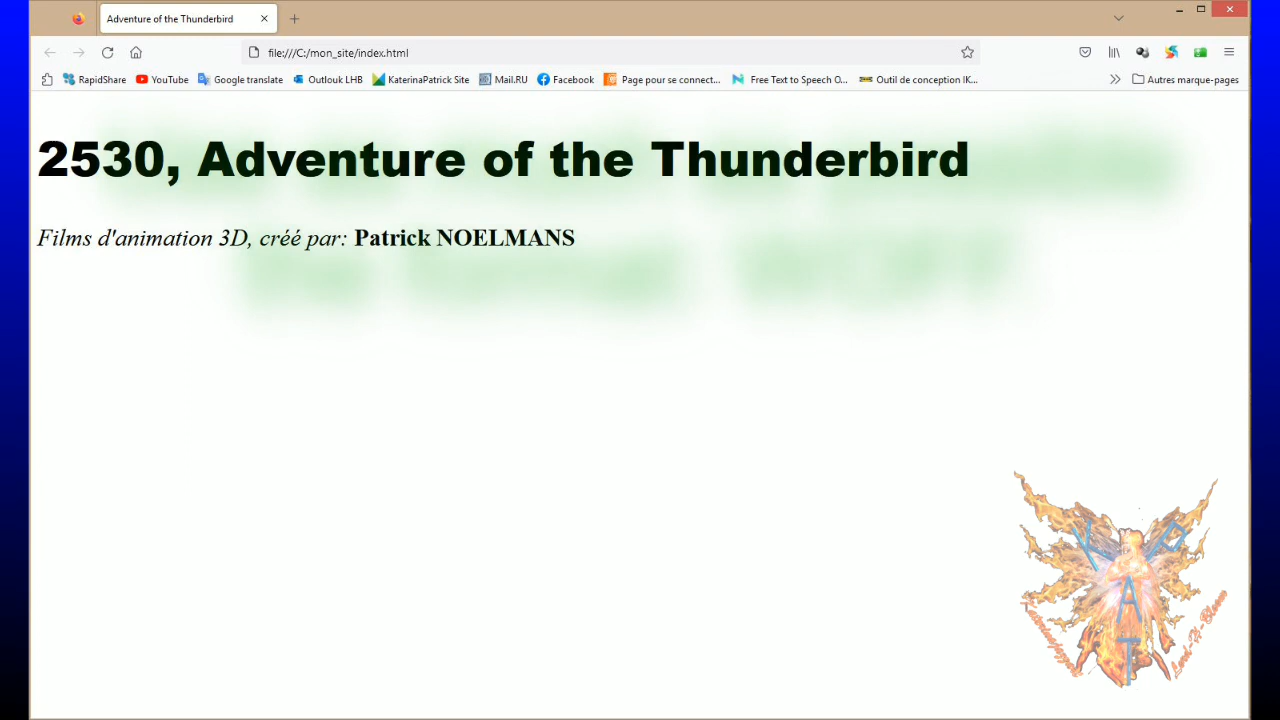 Adventure of the Thunderbird
file:///C:/mon_site/index.html
RapidShare YouTube Google translate Outlouk LHB KaterinaPatrick Site Mail.RU Facebook Page pour se connect... Free Text to Speech O... Outil de conception IK... Autres marque-pages
2530, Adventure of the Thunderbird
Films d'animation 3D, créé par: Patrick NOELMANS
K P
A
T